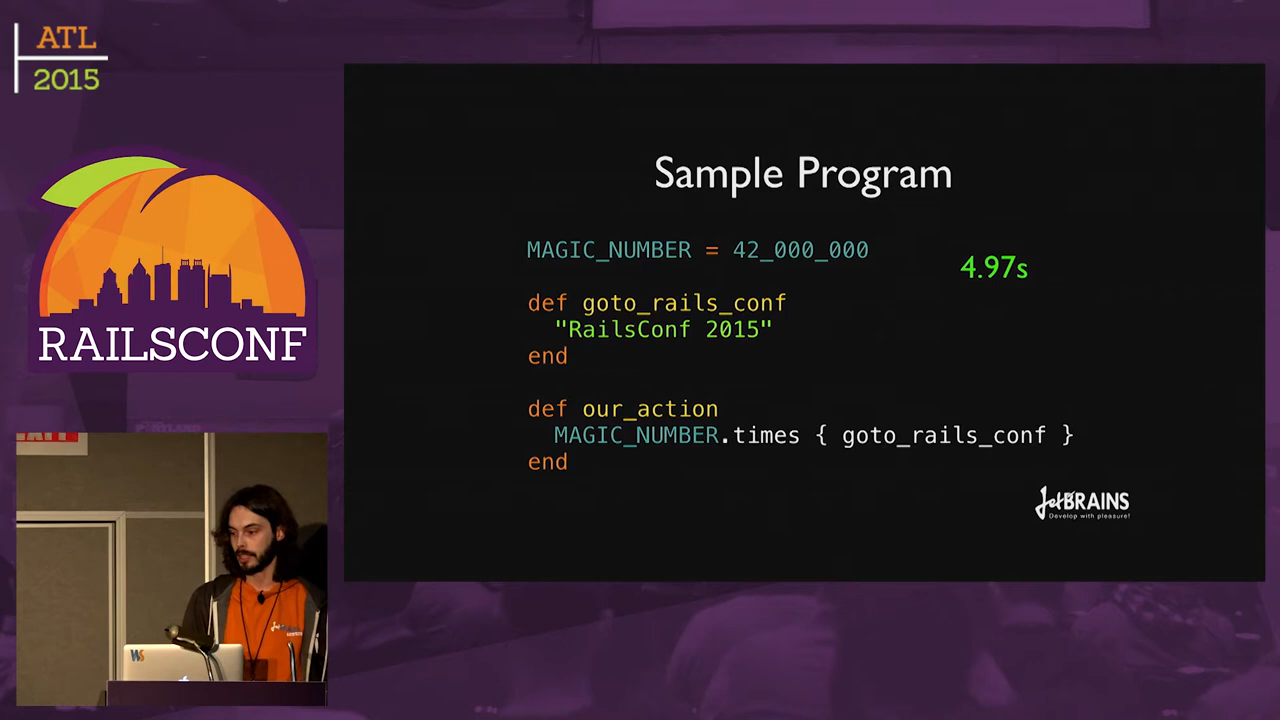 ATL
2015
RAILSCONF
Sample Program
MAGIC_NUMBER = 42_000_000
4.97s
def goto_rails_conf
"RailsConf 2015"
end
def our_action
MAGIC_NUMBER.times { goto_rails_conf }
end
JetBRAINS
Develop with pleasure!
WS